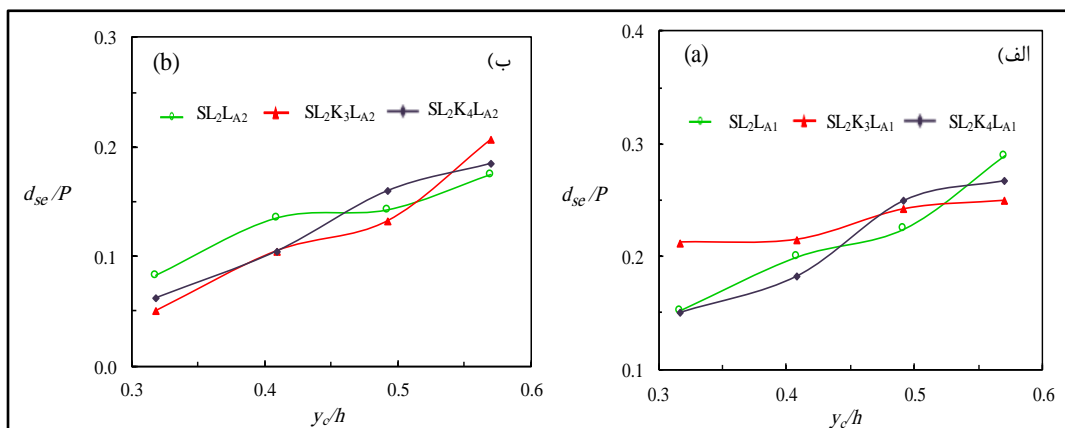 (b) ب)
SL2LA2 SL2K3LA2 SL2K4LA2
0.3
0.2
0.1
0.0
dse/P
0.3 0.4 0.5 0.6
yc/h
(a) الف)
SL2LA1 SL2K3LA1 SL2K4LA1
0.4
0.3
0.2
0.1
dse/P
0.3 0.4 0.5 0.6
yc/h